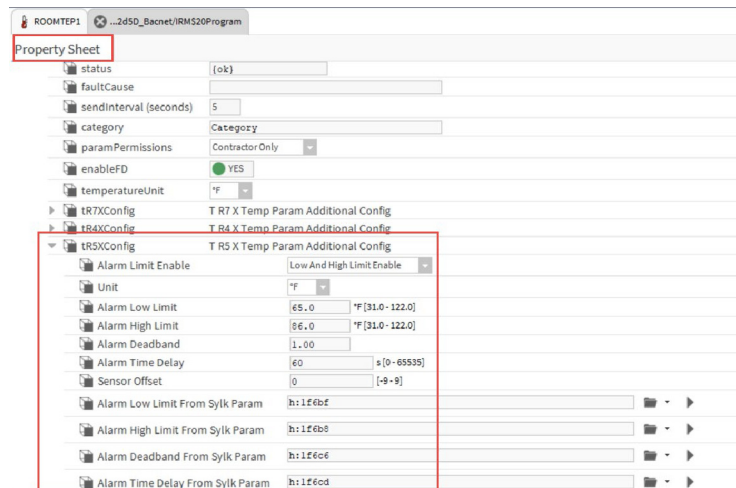 ROOMTEP1 ...2d5D_Bacnet/IRM$20Program
Property Sheet
status {ok}
faultCause
sendInterval (seconds) 5
category Category
paramPermissions Contractor Only
enableFD YES
temperatureUnit °F
tR7XConfig T R7 X Temp Param Additional Config
tR4XConfig T R4 X Temp Param Additional Config
tR5XConfig T R5 X Temp Param Additional Config
Alarm Limit Enable Low And High Limit Enable
Unit °F
Alarm Low Limit 65.0 °F [31.0 - 122.0]
Alarm High Limit 86.0 °F [31.0 - 122.0]
Alarm Deadband 1.00
Alarm Time Delay 60 s [0 - 65535]
Sensor Offset 0 [-9 - 9]
Alarm Low Limit From Sylk Param h:1f6bf
Alarm High Limit From Sylk Param h:1f6b8
Alarm Deadband From Sylk Param h:1f6c6
Alarm Time Delay From Sylk Param h:1f6cd